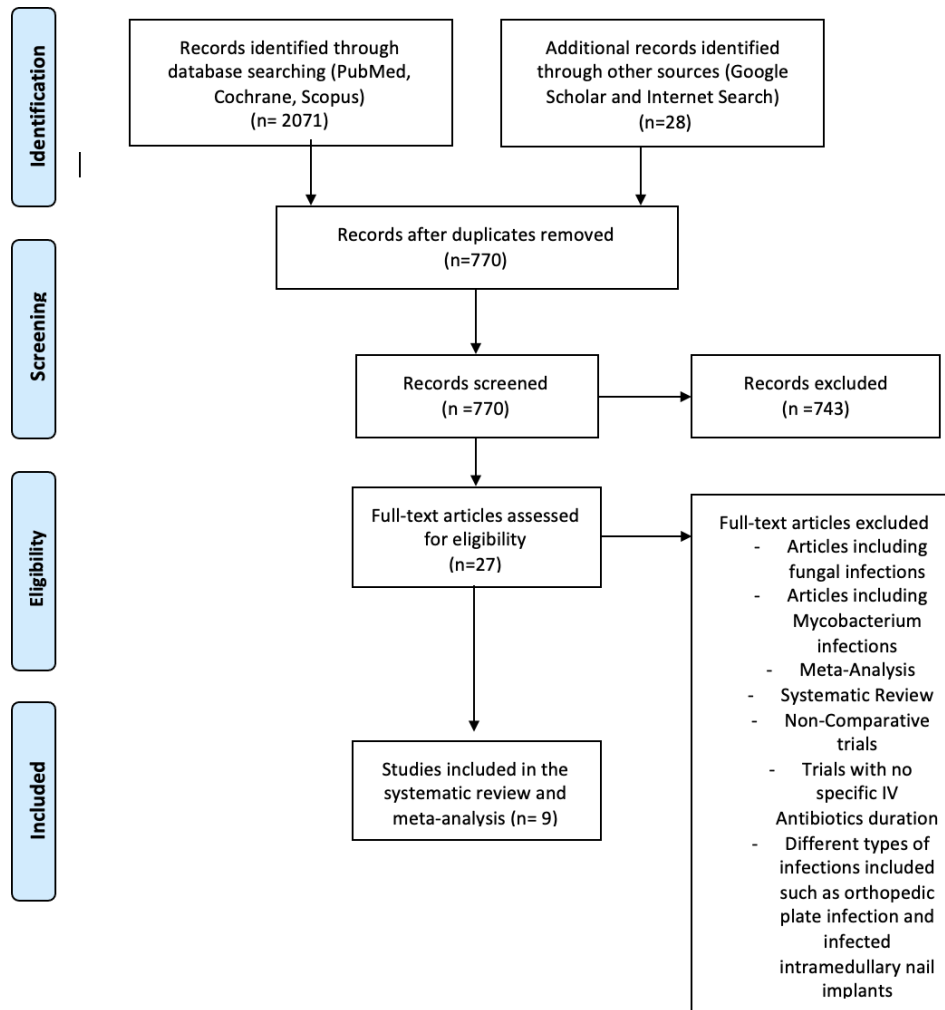 Identification
Records identified through
database searching (PubMed,
Cochrane, Scopus)
(n= 2071)
Additional records identified
through other sources (Google
Scholar and Internet Search)
(n=28)
Records after duplicates removed
(n=770)
Screening
Records screened
(n =770)
Records excluded
(n =743)
Eligibility
Full-text articles assessed
for eligibility
(n=27)
Full-text articles excluded
- Articles including
fungal infections
- Articles including
Mycobacterium
infections
- Meta-Analysis
- Systematic Review
- Non-Comparative
trials
- Trials with no
specific IV
Antibiotics duration
- Different types of
infections included
such as orthopedic
plate infection and
infected
intramedullary nail
implants
Included
Studies included in the
systematic review and
meta-analysis (n= 9)